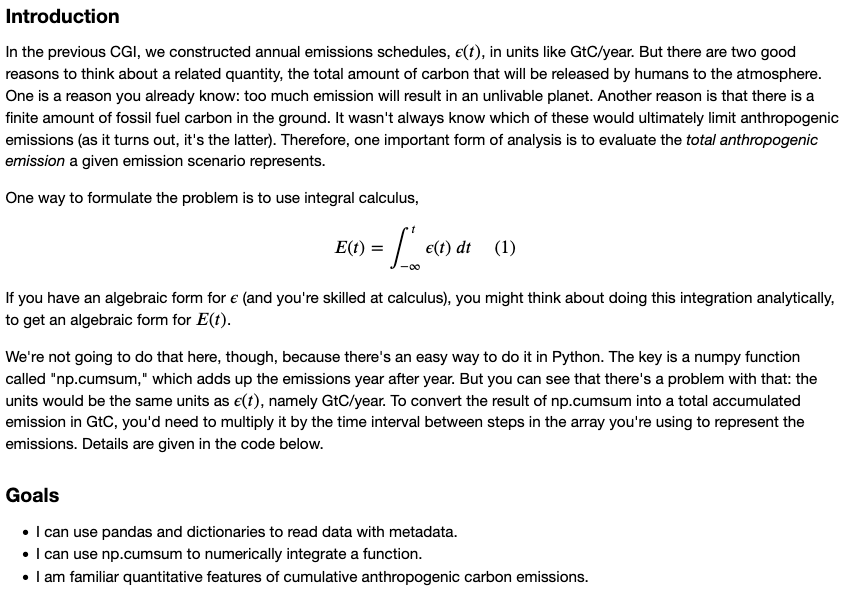 Introduction
In the previous CGI, we constructed annual emissions schedules, ϵ(t), in units like GtC/year. But there are two good
reasons to think about a related quantity, the total amount of carbon that will be released by humans to the atmosphere.
One is a reason you already know: too much emission will result in an unlivable planet. Another reason is that there is a
finite amount of fossil fuel carbon in the ground. It wasn't always know which of these would ultimately limit anthropogenic
emissions (as it turns out, it's the latter). Therefore, one important form of analysis is to evaluate the total anthropogenic
emission a given emission scenario represents.
One way to formulate the problem is to use integral calculus,
E(t) = ∫_{-∞}^{t} ϵ(t) dt (1)
If you have an algebraic form for ϵ (and you're skilled at calculus), you might think about doing this integration analytically,
to get an algebraic form for E(t).
We're not going to do that here, though, because there's an easy way to do it in Python. The key is a numpy function
called "np.cumsum," which adds up the emissions year after year. But you can see that there's a problem with that: the
units would be the same units as ϵ(t), namely GtC/year. To convert the result of np.cumsum into a total accumulated
emission in GtC, you'd need to multiply it by the time interval between steps in the array you're using to represent the
emissions. Details are given in the code below.
Goals
• I can use pandas and dictionaries to read data with metadata.
• I can use np.cumsum to numerically integrate a function.
• I am familiar quantitative features of cumulative anthropogenic carbon emissions.